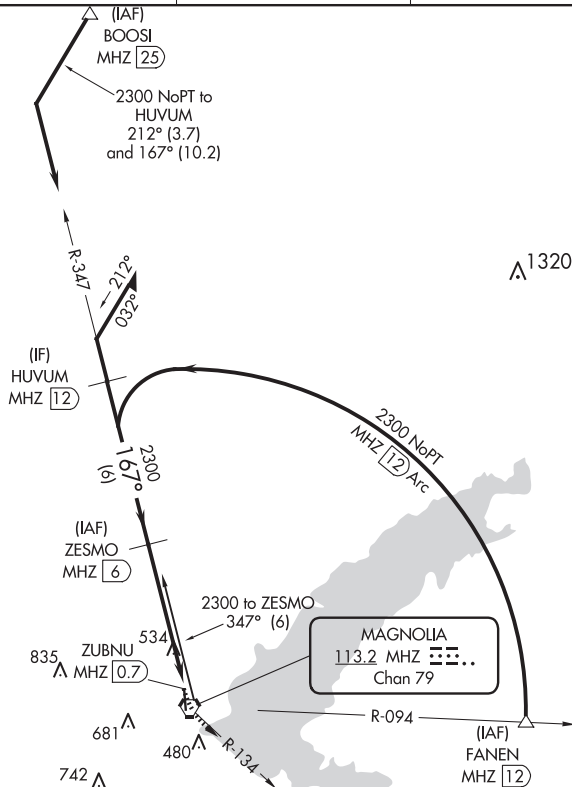 (IAF)
BOOSI
MHZ 25
2300 NoPT to
HUVUM
212° (3.7)
and 167° (10.2)
R-347
212°
032°
1320
(IF)
HUVUM
MHZ 12
2300 NoPT
MHZ 12 Arc
2300
167°
(6)
(IAF)
ZESMO
MHZ 6
2300 to ZESMO
347° (6)
534
835
ZUBNU
MHZ 0.7
MAGNOLIA
113.2 MHZ
Chan 79
R-094
(IAF)
FANEN
MHZ 12
681
480
R-134
742